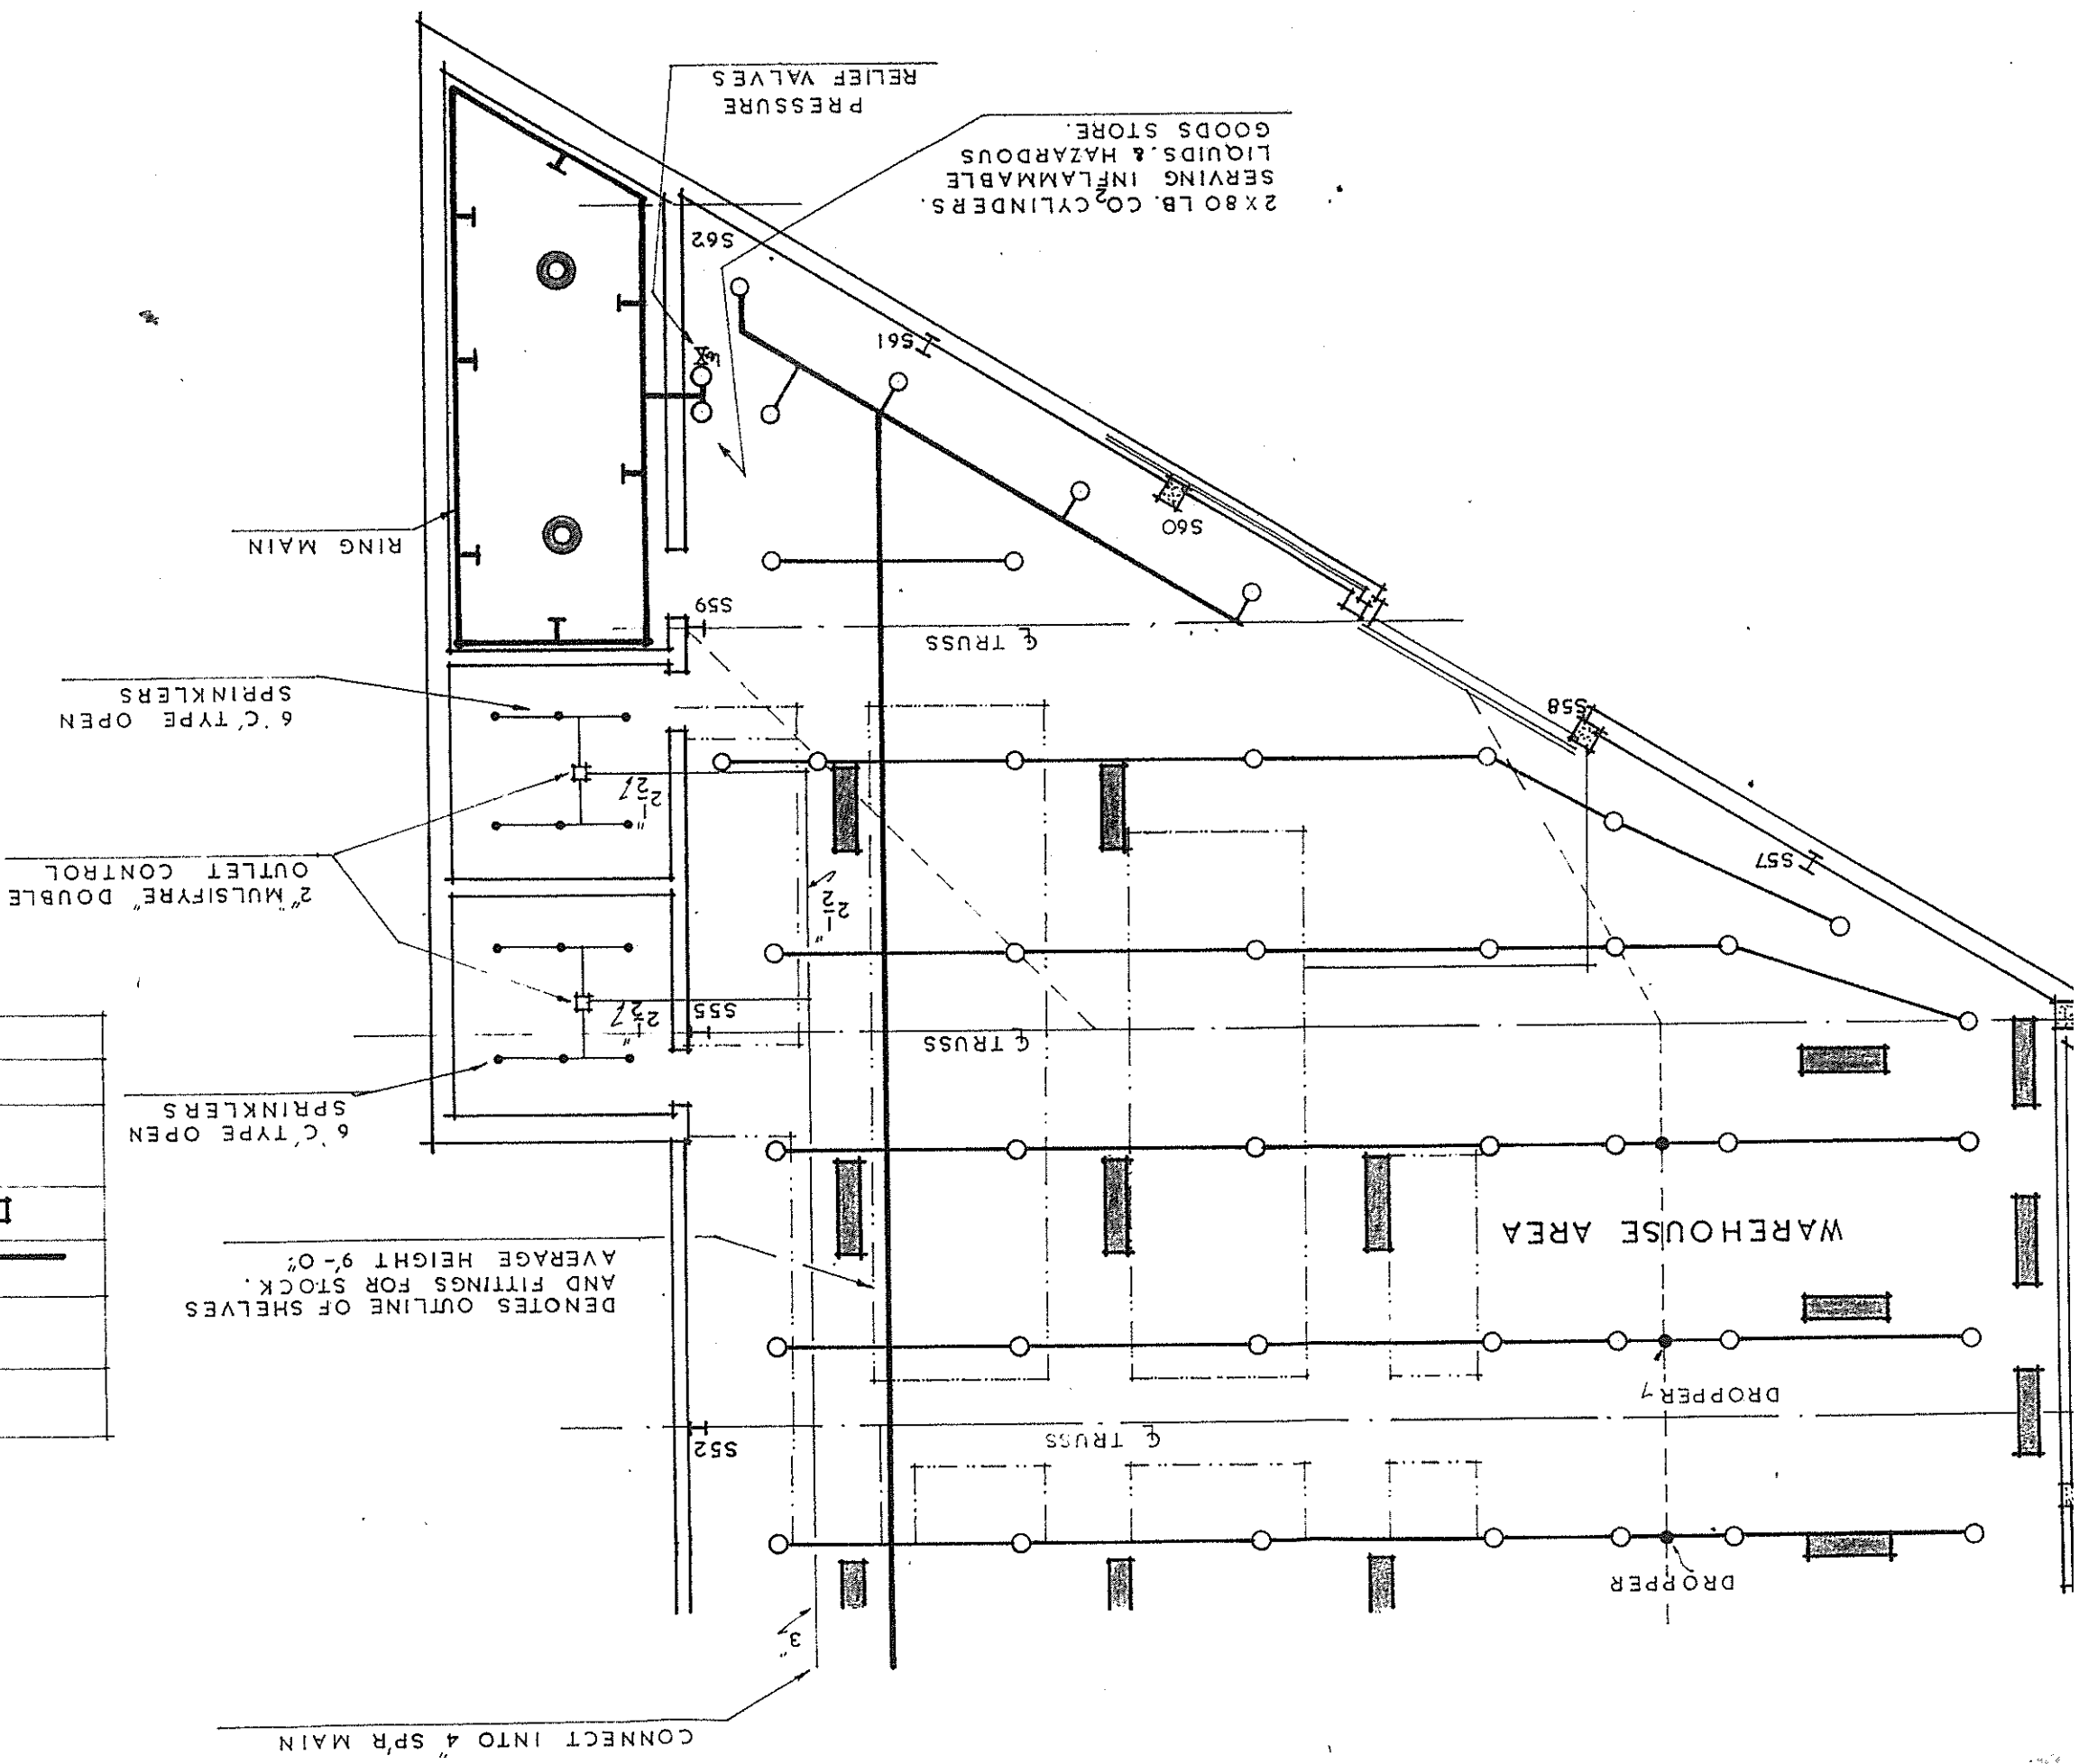 CONNECT INTO 4" SP'R MAIN
3"
DROPPER
DROPPER
S52
℄ TRUSS
DENOTES OUTLINE OF SHELVES
AND FITTINGS FOR STOCK.
AVERAGE HEIGHT 9'-0"
WAREHOUSE AREA
6 'C' TYPE OPEN
SPRINKLERS
S55
2½"
℄ TRUSS
2½"
2" "MULSIFYRE" DOUBLE
OUTLET CONTROL
S57
2½"
6 'C' TYPE OPEN
SPRINKLERS
S58
S59
℄ TRUSS
RING MAIN
S60
S61
S62
2X80 LB. CO2 CYLINDERS.
SERVING INFLAMMABLE
LIQUIDS. & HAZARDOUS
GOODS STORE.
PRESSURE
RELIEF VALVES